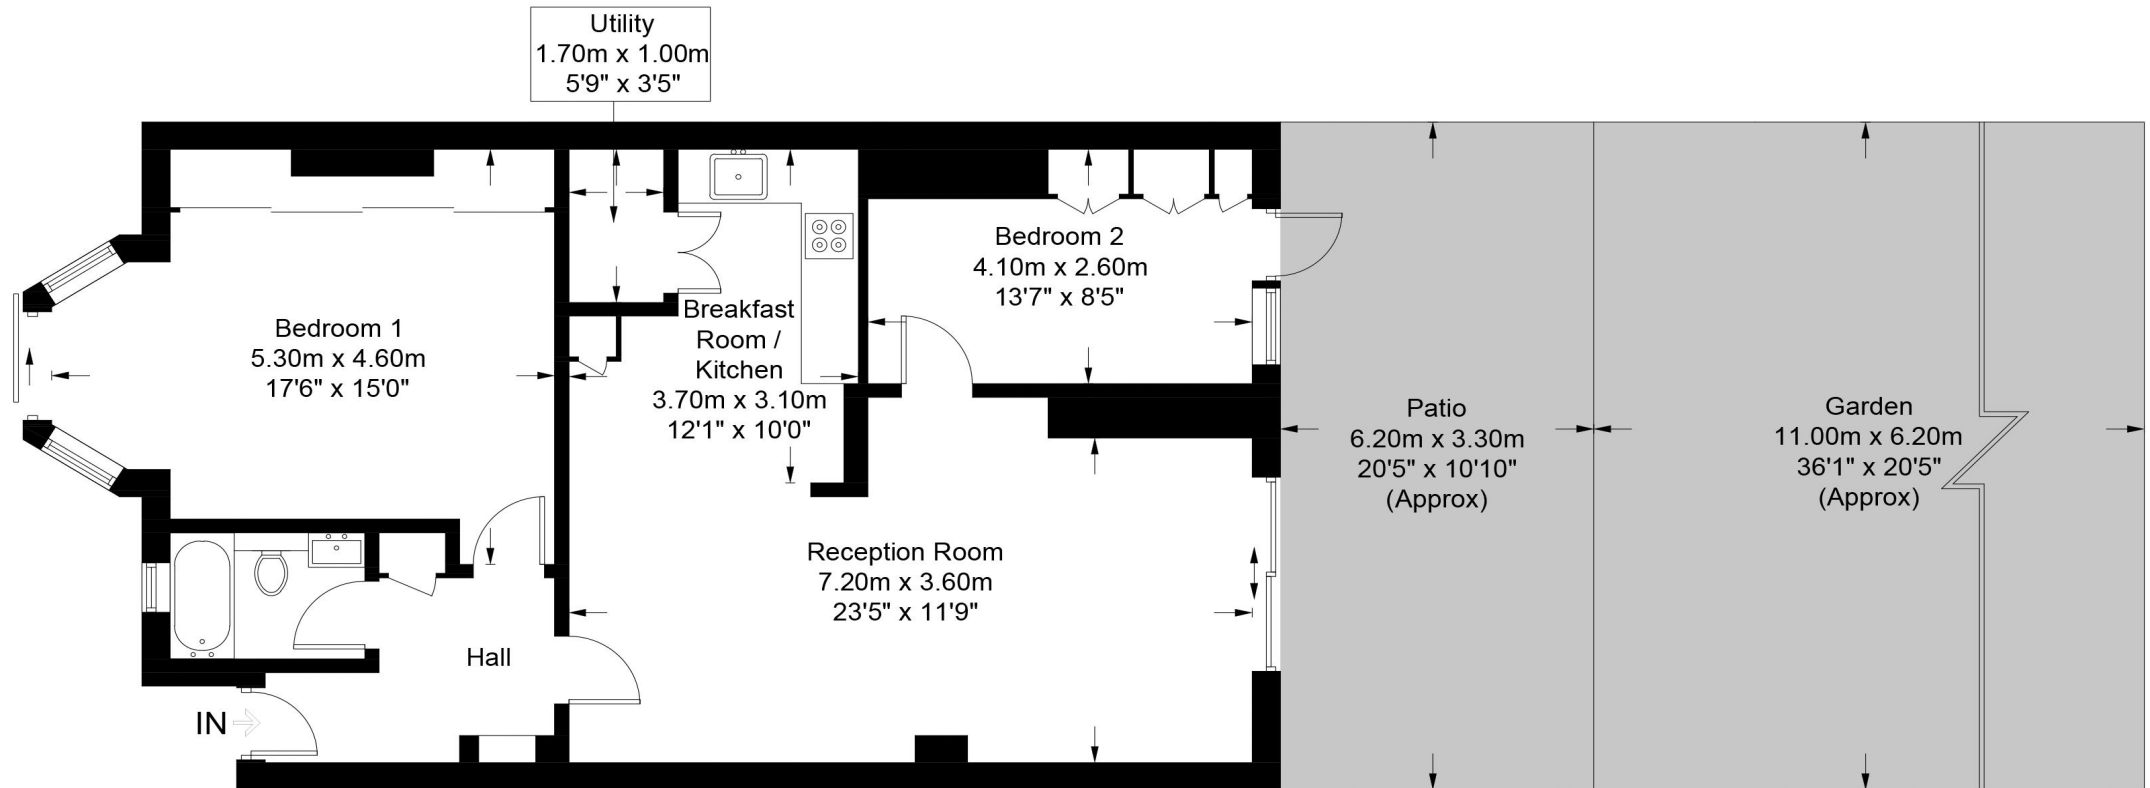 Utility
1.70m x 1.00m
5'9" x 3'5"
Bedroom 1
5.30m x 4.60m
17'6" x 15'0"
Breakfast
Room /
Kitchen
3.70m x 3.10m
12'1" x 10'0"
Bedroom 2
4.10m x 2.60m
13'7" x 8'5"
Patio
6.20m x 3.30m
20'5" x 10'10"
(Approx)
Garden
11.00m x 6.20m
36'1" x 20'5"
(Approx)
Reception Room
7.20m x 3.60m
23'5" x 11'9"
Hall
IN